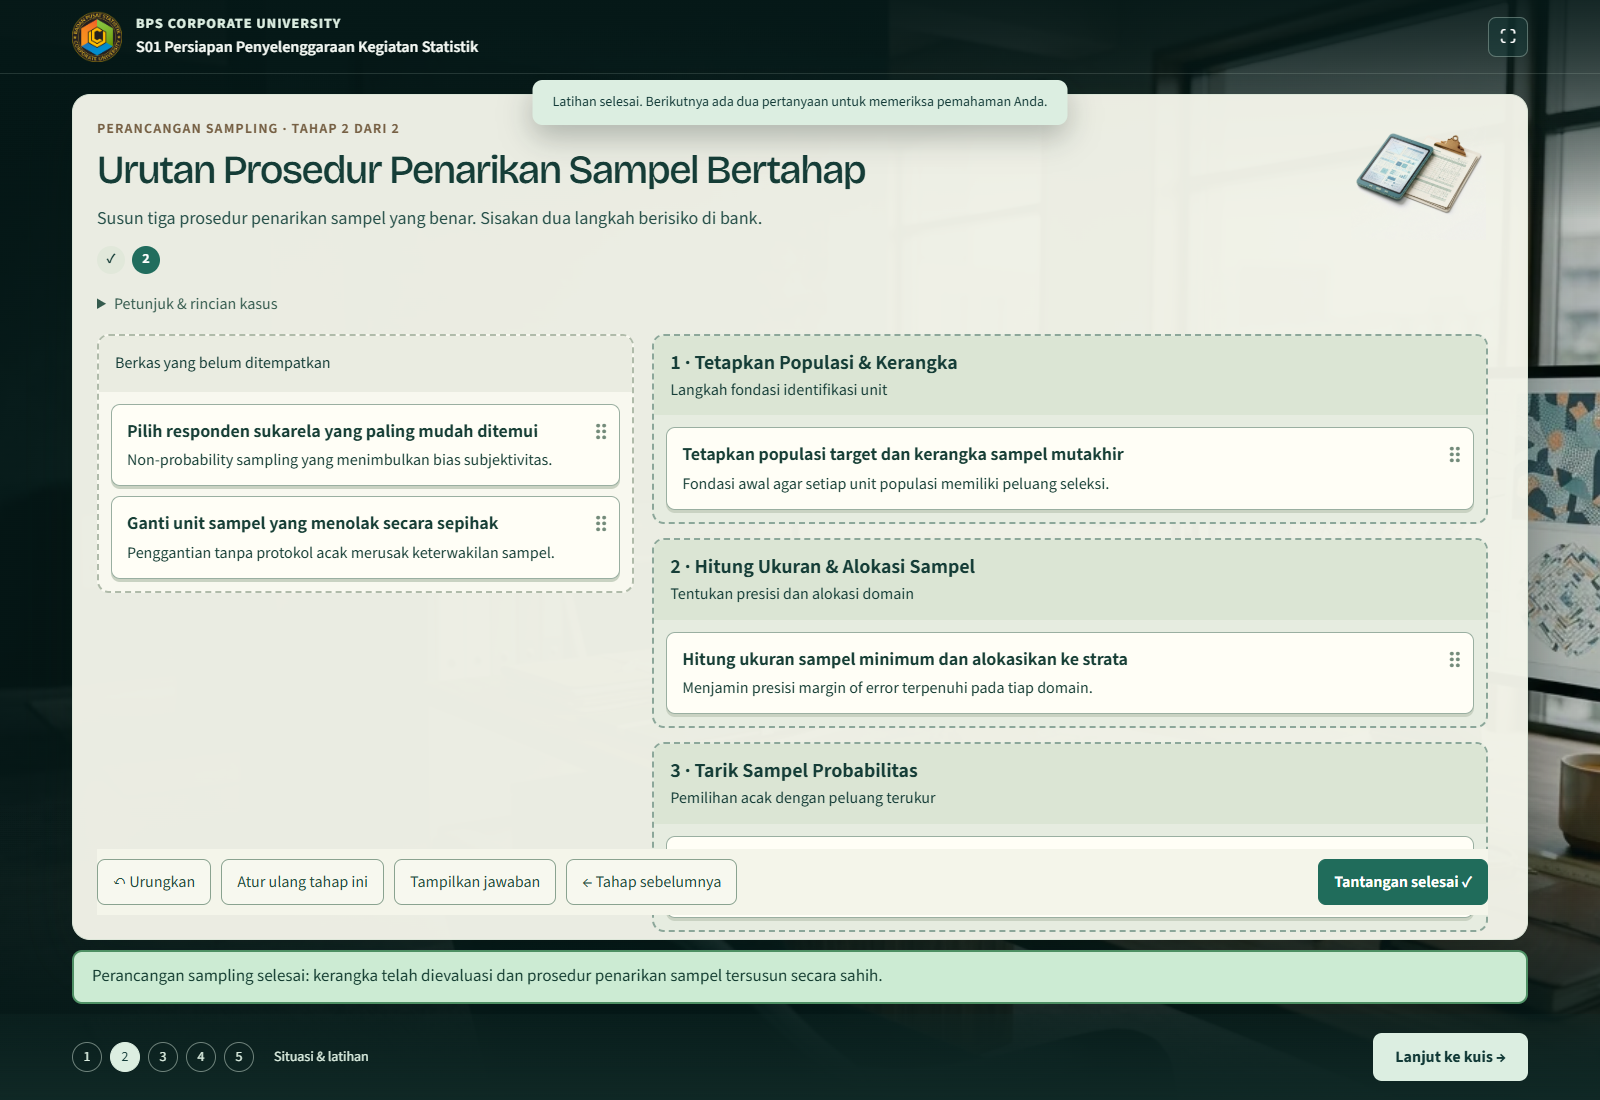 BPS CORPORATE UNIVERSITY
S01 Persiapan Penyelenggaraan Kegiatan Statistik
Latihan selesai. Berikutnya ada dua pertanyaan untuk memeriksa pemahaman Anda.
PERANCANGAN SAMPLING · TAHAP 2 DARI 2
Urutan Prosedur Penarikan Sampel Bertahap
Susun tiga prosedur penarikan sampel yang benar. Sisakan dua langkah berisiko di bank.
✓ 2
▶ Petunjuk & rincian kasus
Berkas yang belum ditempatkan
Pilih responden sukarela yang paling mudah ditemui
Non-probability sampling yang menimbulkan bias subjektivitas.
Ganti unit sampel yang menolak secara sepihak
Penggantian tanpa protokol acak merusak keterwakilan sampel.
1 · Tetapkan Populasi & Kerangka
Langkah fondasi identifikasi unit
Tetapkan populasi target dan kerangka sampel mutakhir
Fondasi awal agar setiap unit populasi memiliki peluang seleksi.
2 · Hitung Ukuran & Alokasi Sampel
Tentukan presisi dan alokasi domain
Hitung ukuran sampel minimum dan alokasikan ke strata
Menjamin presisi margin of error terpenuhi pada tiap domain.
3 · Tarik Sampel Probabilitas
Pemilihan acak dengan peluang terukur
↶ Urungkan
Atur ulang tahap ini
Tampilkan jawaban
← Tahap sebelumnya
Tantangan selesai ✓
Perancangan sampling selesai: kerangka telah dievaluasi dan prosedur penarikan sampel tersusun secara sahih.
1 2 3 4 5 Situasi & latihan
Lanjut ke kuis →